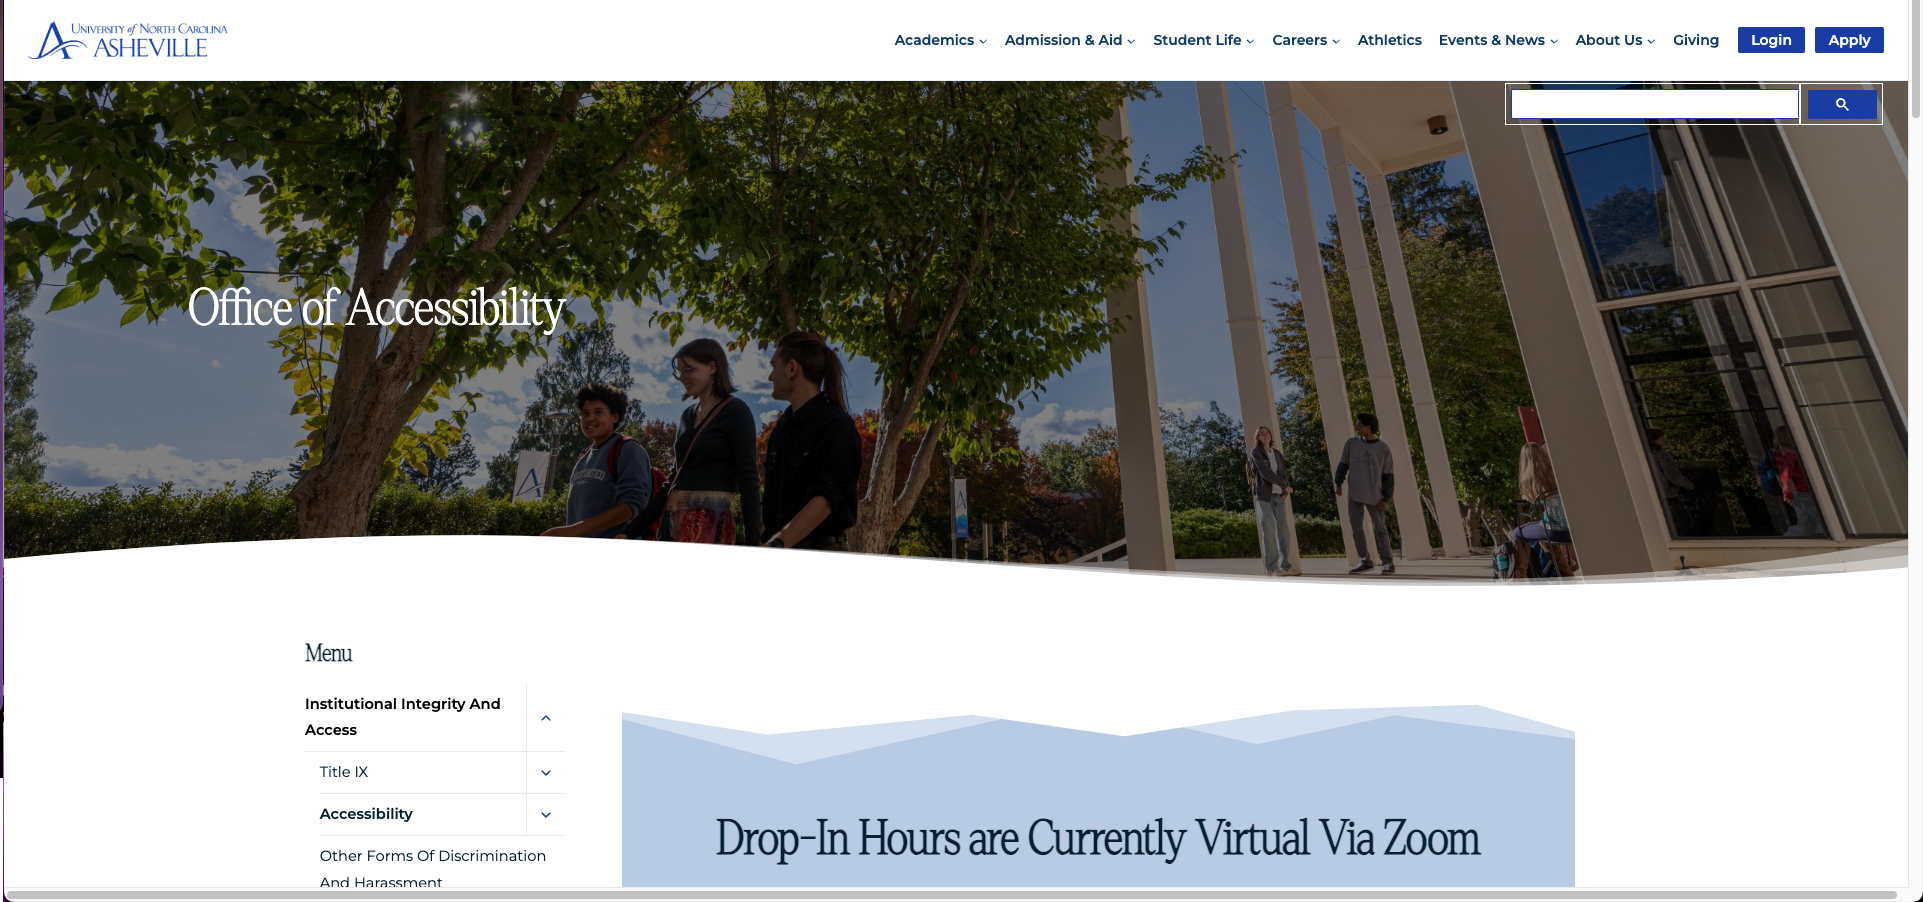 UNIVERSITY of NORTH CAROLINA
ASHEVILLE
Academics
Admission & Aid
Student Life
Careers
Athletics
Events & News
About Us
Giving
Login
Apply
Office of Accessibility
Menu
Institutional Integrity And
Access
Title IX
Accessibility
Other Forms Of Discrimination
And Harassment
Drop-In Hours are Currently Virtual Via Zoom